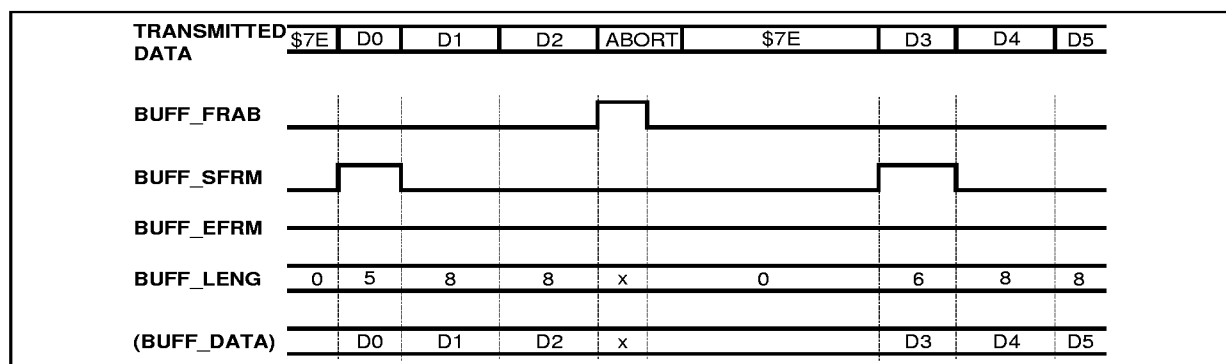 TRANSMITTED DATA $7E D0 D1 D2 ABORT $7E D3 D4 D5
BUFF_FRAB
BUFF_SFRM
BUFF_EFRM
BUFF_LENG 0 5 8 8 x 0 6 8 8
(BUFF_DATA) D0 D1 D2 x D3 D4 D5